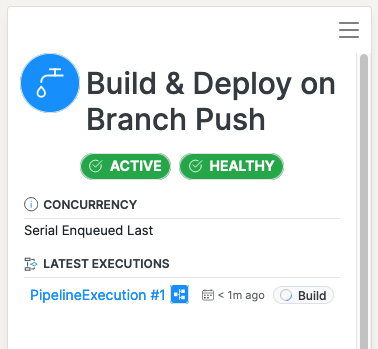 Build & Deploy on
Branch Push
ACTIVE HEALTHY
CONCURRENCY
Serial Enqueued Last
LATEST EXECUTIONS
PipelineExecution #1 < 1m ago Build